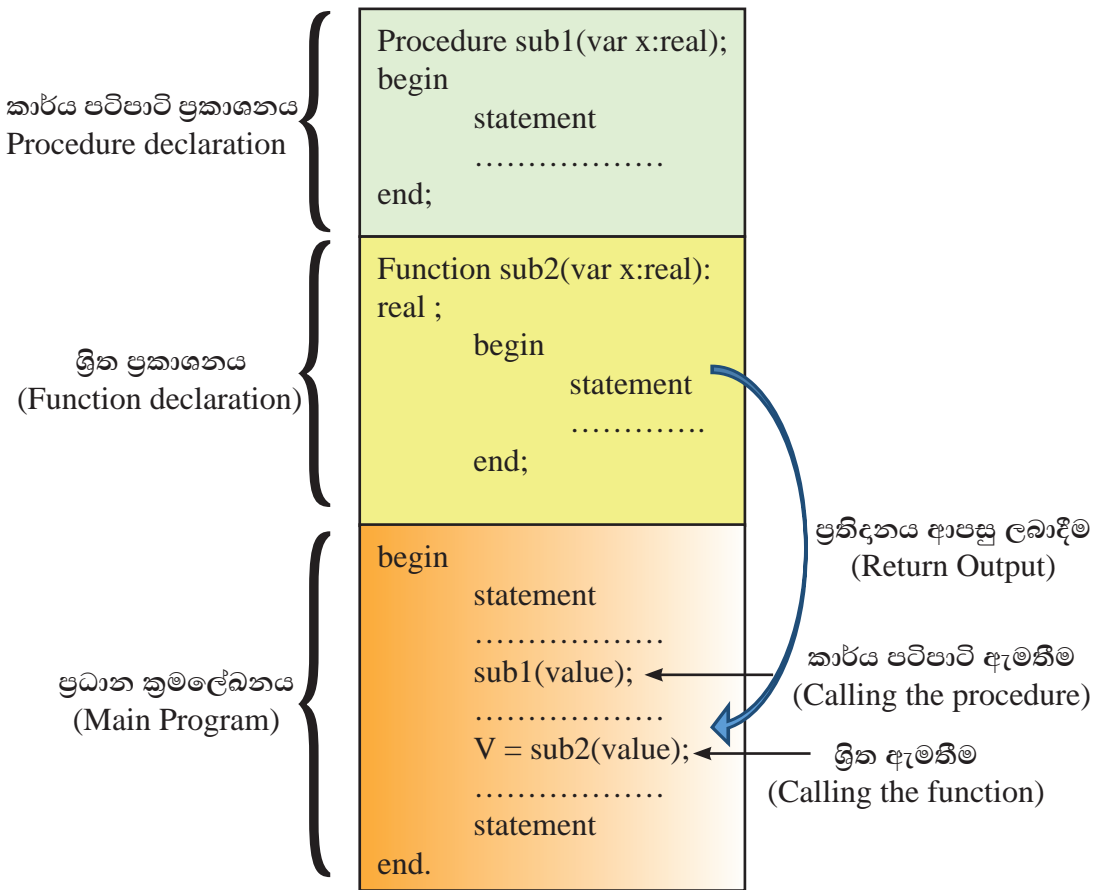 Procedure sub1(var x:real);
begin
statement
………………
end;
කාර්ය පටිපාටි ප්‍රකාශනය
Procedure declaration
Function sub2(var x:real):
real ;
begin
statement
………….
end;
ශ්‍රිත ප්‍රකාශනය
(Function declaration)
ප්‍රතිදානය ආපසු ලබාදීම
(Return Output)
begin
statement
………………
sub1(value);
………………
V = sub2(value);
………………
statement
end.
ප්‍රධාන ක්‍රමලේඛනය
(Main Program)
කාර්ය පටිපාටි ඇමතීම
(Calling the procedure)
ශ්‍රිත ඇමතීම
(Calling the function)